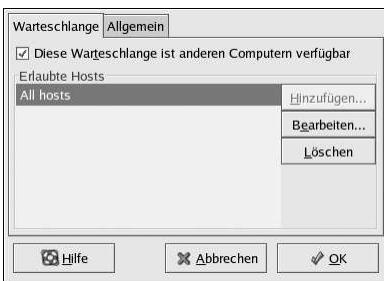 Warteschlange Allgemein
Diese Warteschlange ist anderen Computern verfügbar
Erlaubte Hosts
All hosts
Hinzufügen...
Bearbeiten...
Löschen
Hilfe Abbrechen OK